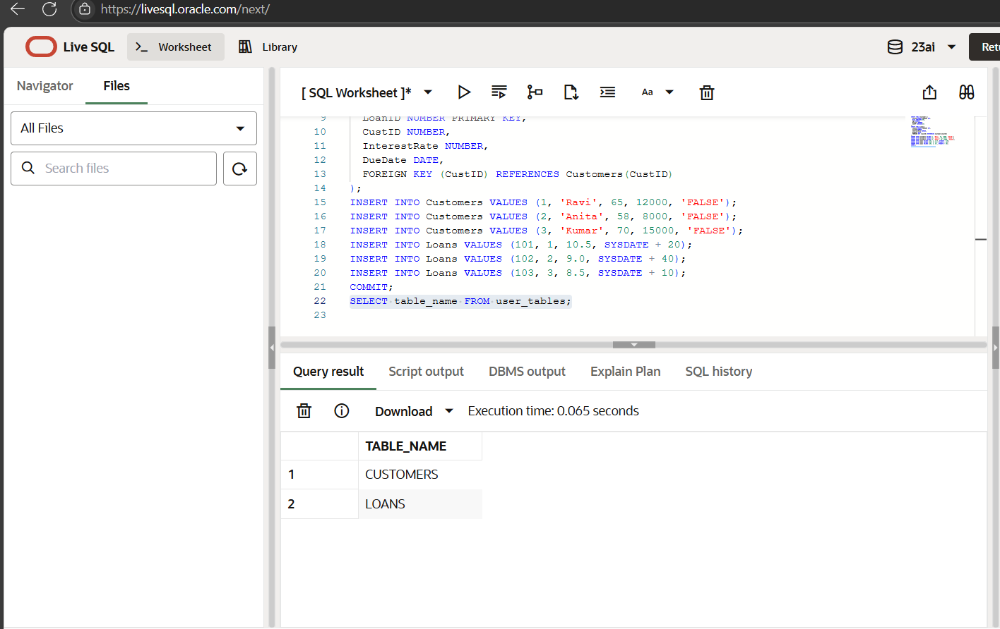 https://livesql.oracle.com/next/
Live SQL
Worksheet
Library
23ai
Navigator
Files
[ SQL Worksheet ]*
Aa
All Files
Search files
9 LoanID NUMBER PRIMARY KEY,
10 CustID NUMBER,
11 InterestRate NUMBER,
12 DueDate DATE,
13 FOREIGN KEY (CustID) REFERENCES Customers(CustID)
14 );
15 INSERT INTO Customers VALUES (1, 'Ravi', 65, 12000, 'FALSE');
16 INSERT INTO Customers VALUES (2, 'Anita', 58, 8000, 'FALSE');
17 INSERT INTO Customers VALUES (3, 'Kumar', 70, 15000, 'FALSE');
18 INSERT INTO Loans VALUES (101, 1, 10.5, SYSDATE + 20);
19 INSERT INTO Loans VALUES (102, 2, 9.0, SYSDATE + 40);
20 INSERT INTO Loans VALUES (103, 3, 8.5, SYSDATE + 10);
21 COMMIT;
22 SELECT table_name FROM user_tables;
23
Query result
Script output
DBMS output
Explain Plan
SQL history
Download
Execution time: 0.065 seconds
TABLE_NAME
1 CUSTOMERS
2 LOANS